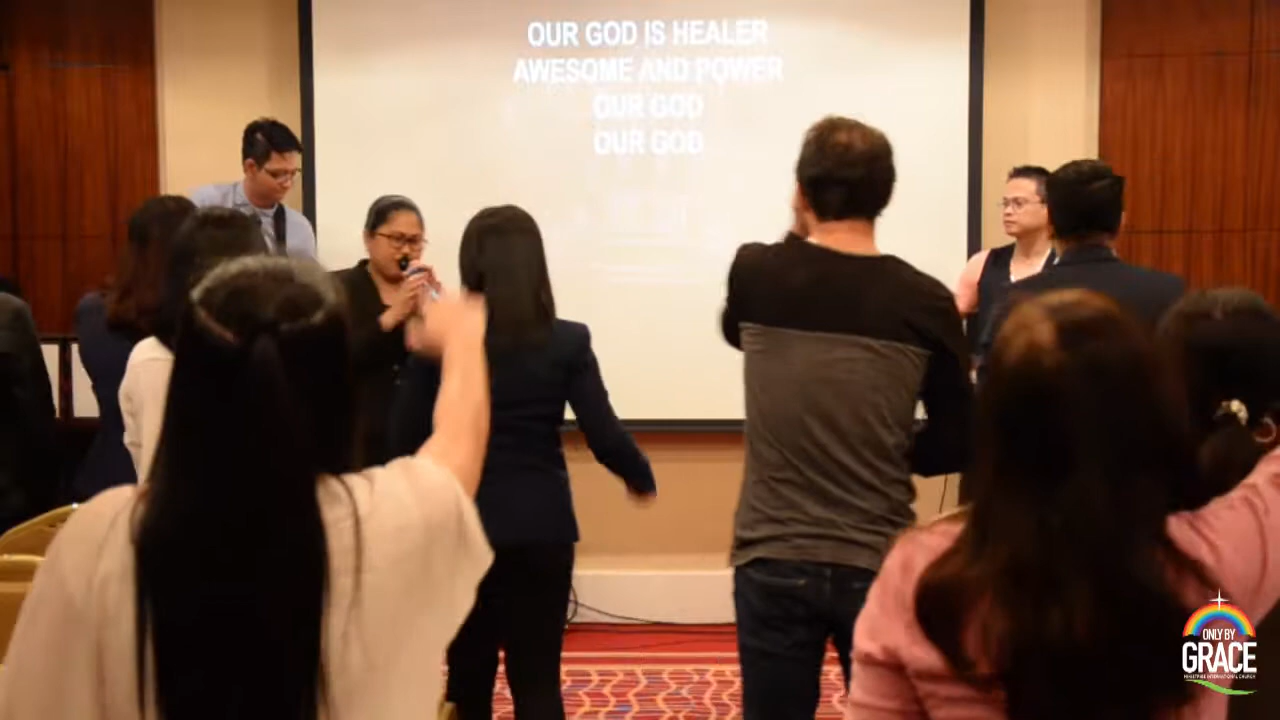 OUR GOD IS HEALER
AWESOME AND POWER
OUR GOD
OUR GOD
ONLY BY
GRACE